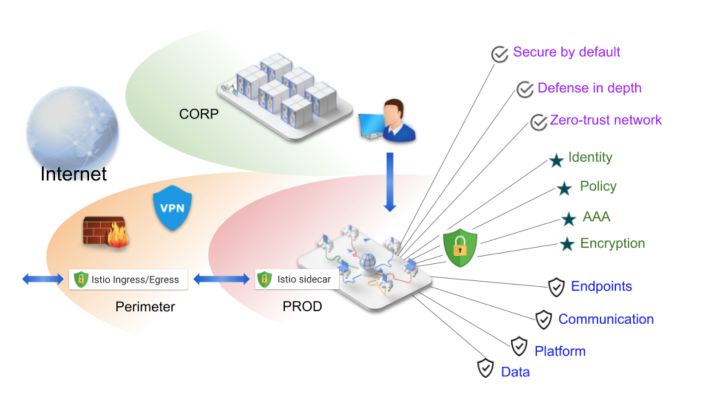 Secure by default
Defense in depth
CORP
Zero-trust network
Internet
Identity
Policy
VPN
AAA
Encryption
Istio Ingress/Egress
Istio sidecar
Endpoints
Perimeter
PROD
Communication
Platform
Data